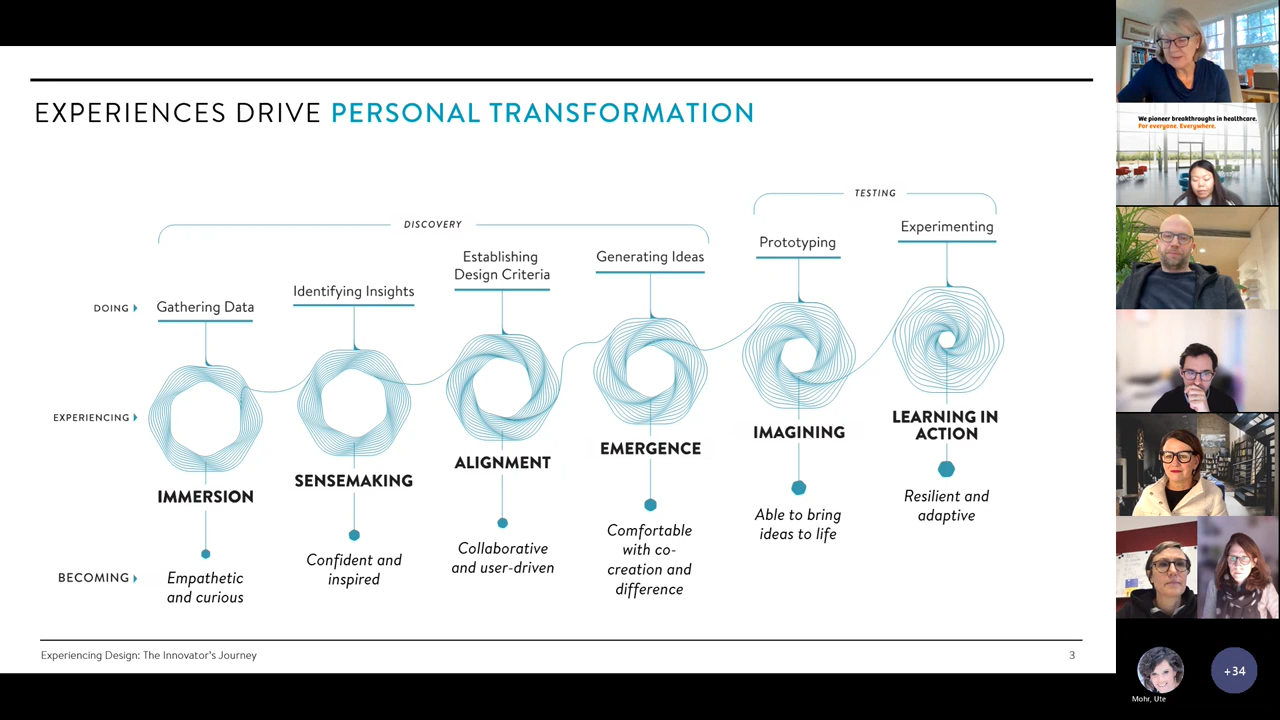 EXPERIENCES DRIVE PERSONAL TRANSFORMATION
DISCOVERY
TESTING
DOING
Gathering Data
Identifying Insights
Establishing
Design Criteria
Generating Ideas
Prototyping
Experimenting
EXPERIENCING
IMMERSION
SENSEMAKING
ALIGNMENT
EMERGENCE
IMAGINING
LEARNING IN
ACTION
BECOMING
Empathetic
and curious
Confident and
inspired
Collaborative
and user-driven
Comfortable
with co-
creation and
difference
Able to bring
ideas to life
Resilient and
adaptive
Experiencing Design: The Innovator's Journey
3
We pioneer breakthroughs in healthcare.
For everyone. Everywhere.
Mohr, Ute
+34